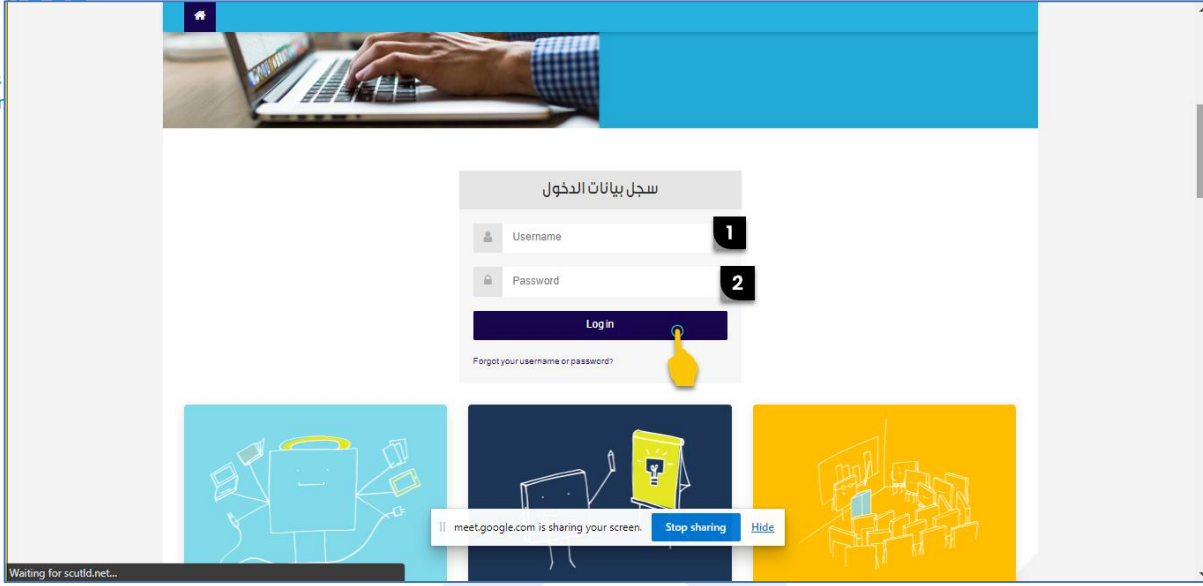 سجل بيانات الدخول
Username
1
Password
2
Log in
Forgot your username or password?
meet.google.com is sharing your screen. Stop sharing Hide
Waiting for scutld.net...